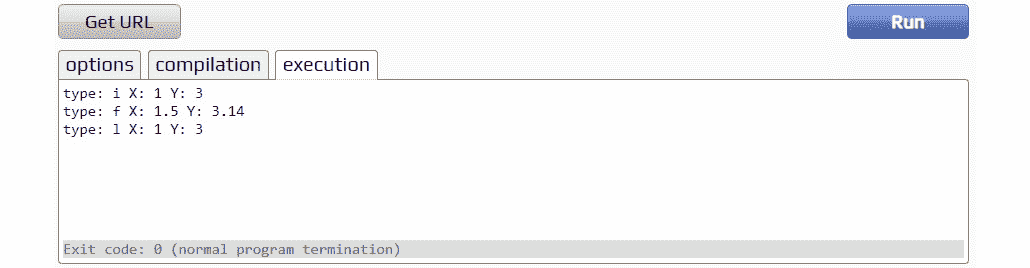 Get URL
Run
options compilation execution
type: i X: 1 Y: 3
type: f X: 1.5 Y: 3.14
type: l X: 1 Y: 3
Exit code: 0 (normal program termination)